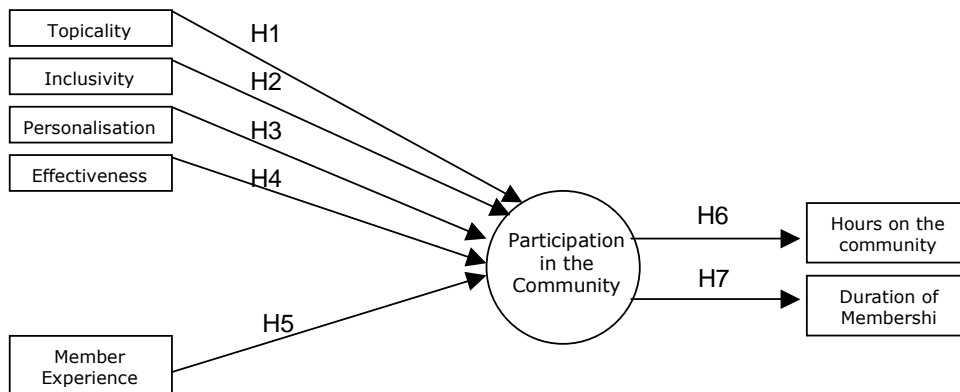 Topicality
H1
Inclusivity
H2
Personalisation
H3
Effectiveness
H4
Participation
in the
Community
H6
Hours on the
community
H7
Duration of
Membershi
H5
Member
Experience